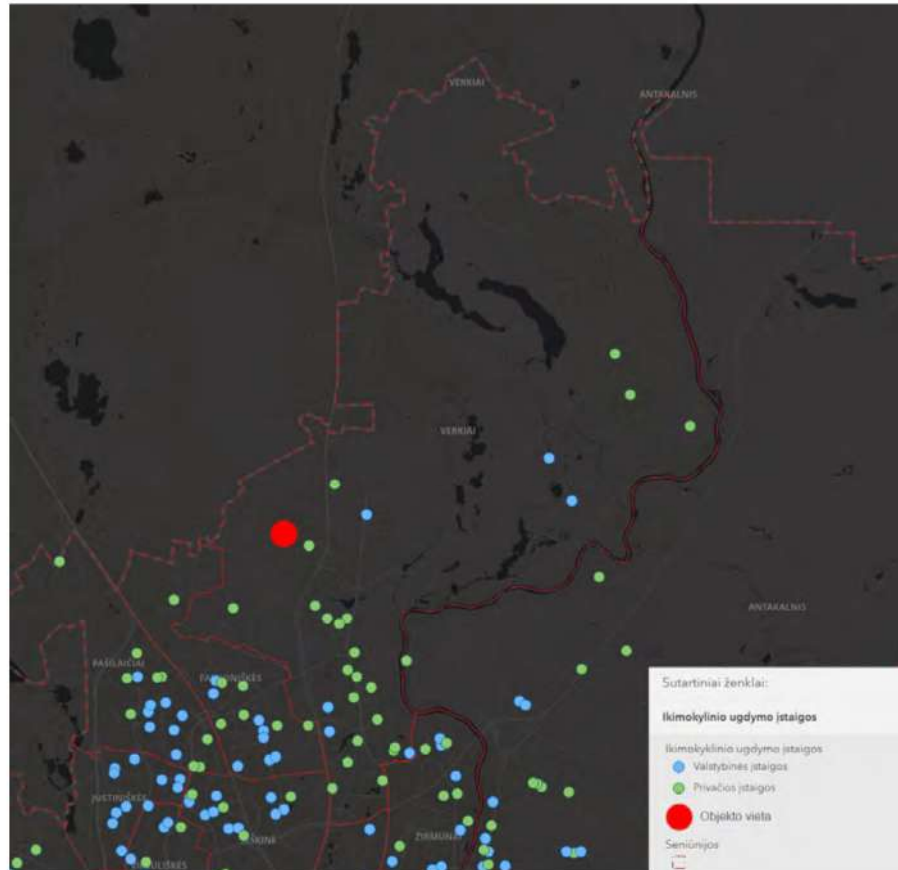 VERKIAI
ANTAKALNIS
VERKIAI
ANTAKALNIS
PAŠILAIČIAI
FABIJONIŠKĖS
JUSTINIŠKĖS
ŠEŠKINĖ
ŽIRMŪNAI
Sutartiniai ženklai:
Ikimokylinio ugdymo įstaigos
Ikimokyklinio ugdymo įstaigos
Valstybinės įstaigos
Privačios įstaigos
Objekto vieta
Seniūnijos